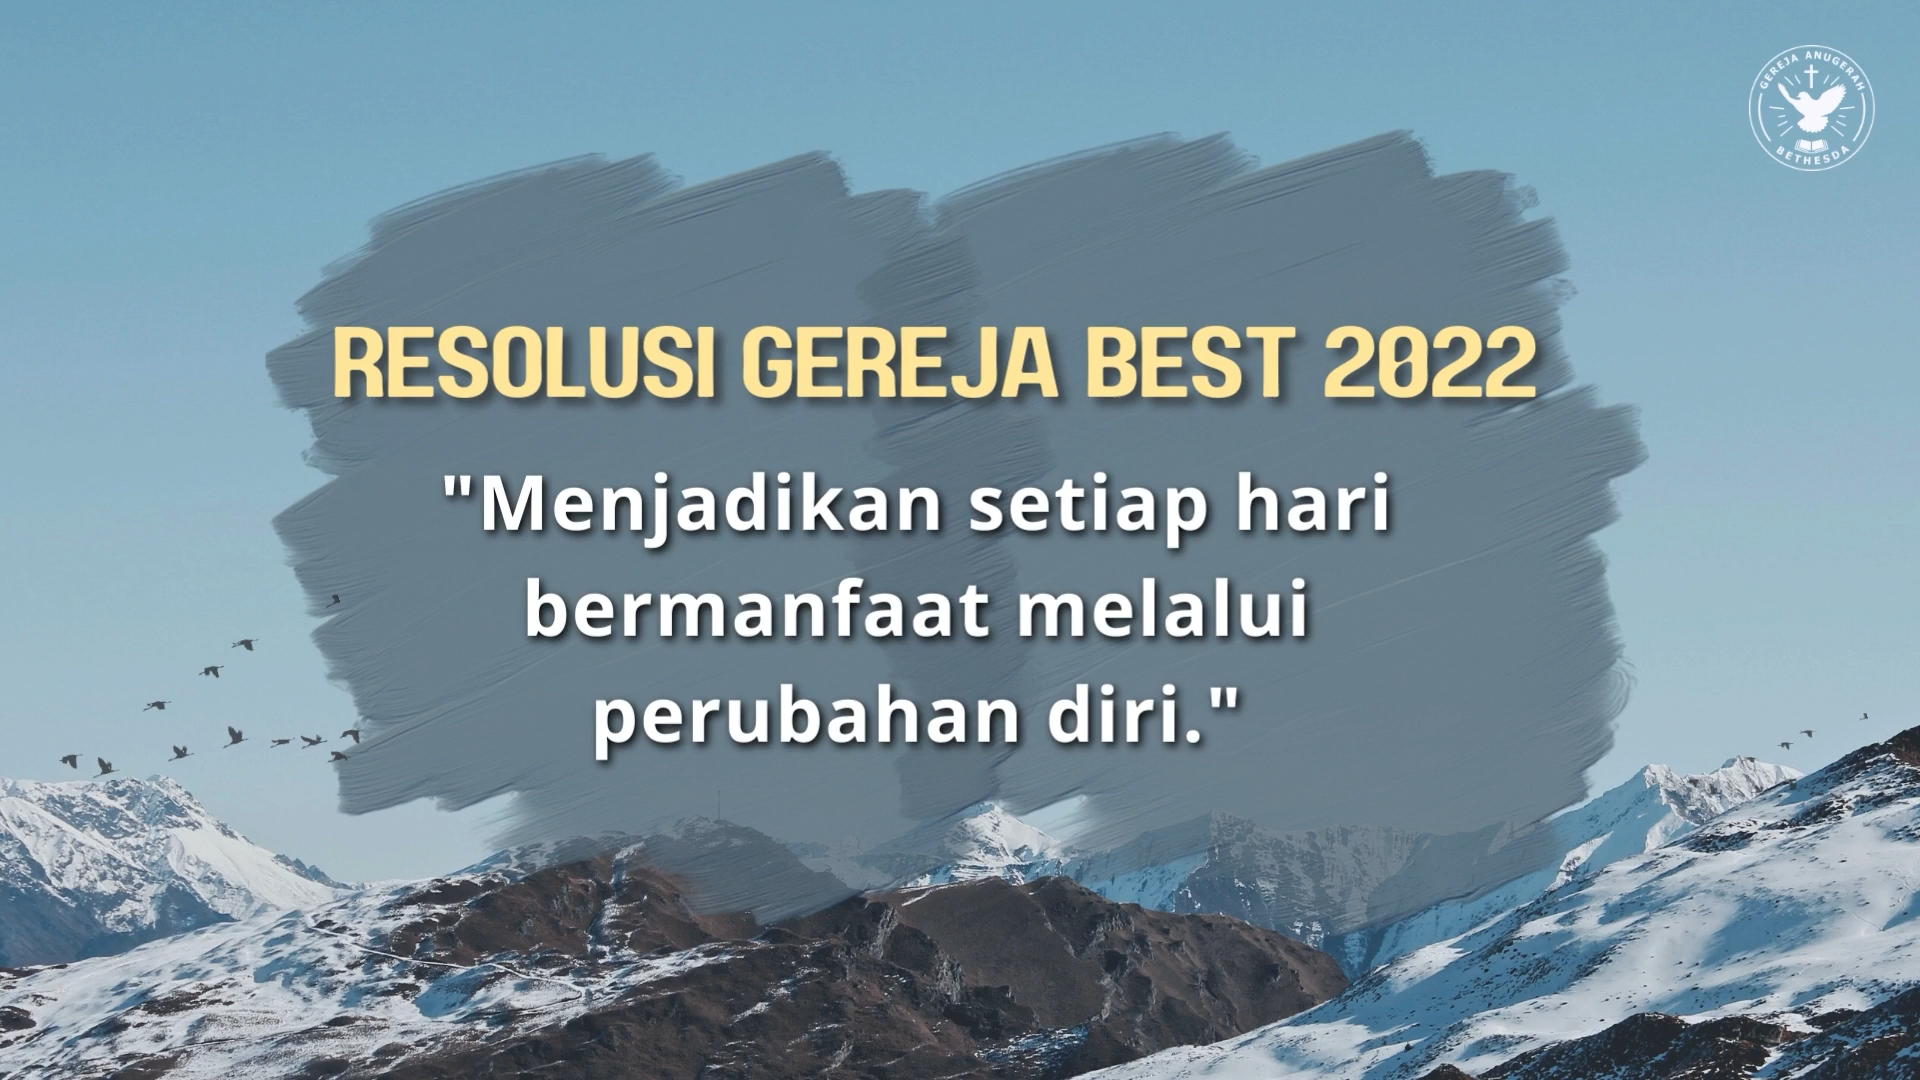 GEREJA ANUGERAH
BETHESDA
RESOLUSI GEREJA BEST 2022
"Menjadikan setiap hari
bermanfaat melalui
perubahan diri."